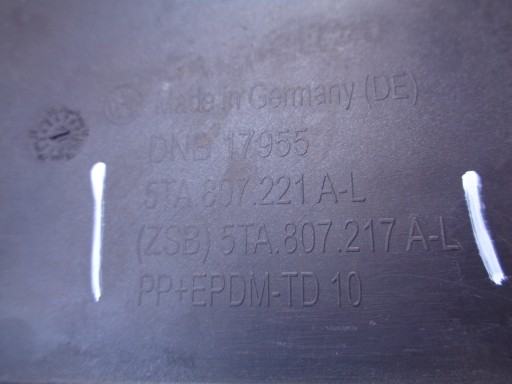 Made in Germany (DE)
DNB 17955
5TA.807.221 A-L
(ZSB) 5TA.807.217 A-L
PP+EPDM-TD 10